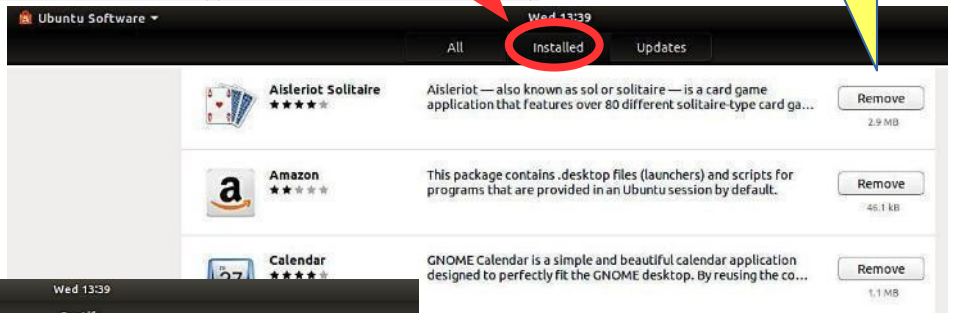 Ubuntu Software
Wed 13:39
All
Installed
Updates
Aisleriot Solitaire
Aisleriot — also known as sol or solitaire — is a card game
application that features over 80 different solitaire-type card ga...
Remove
2.9 MB
a
Amazon
This package contains .desktop files (launchers) and scripts for
programs that are provided in an Ubuntu session by default.
Remove
46.1 kB
27
Calendar
GNOME Calendar is a simple and beautiful calendar application
designed to perfectly fit the GNOME desktop. By reusing the co...
Remove
1.1 MB
Wed 13:39